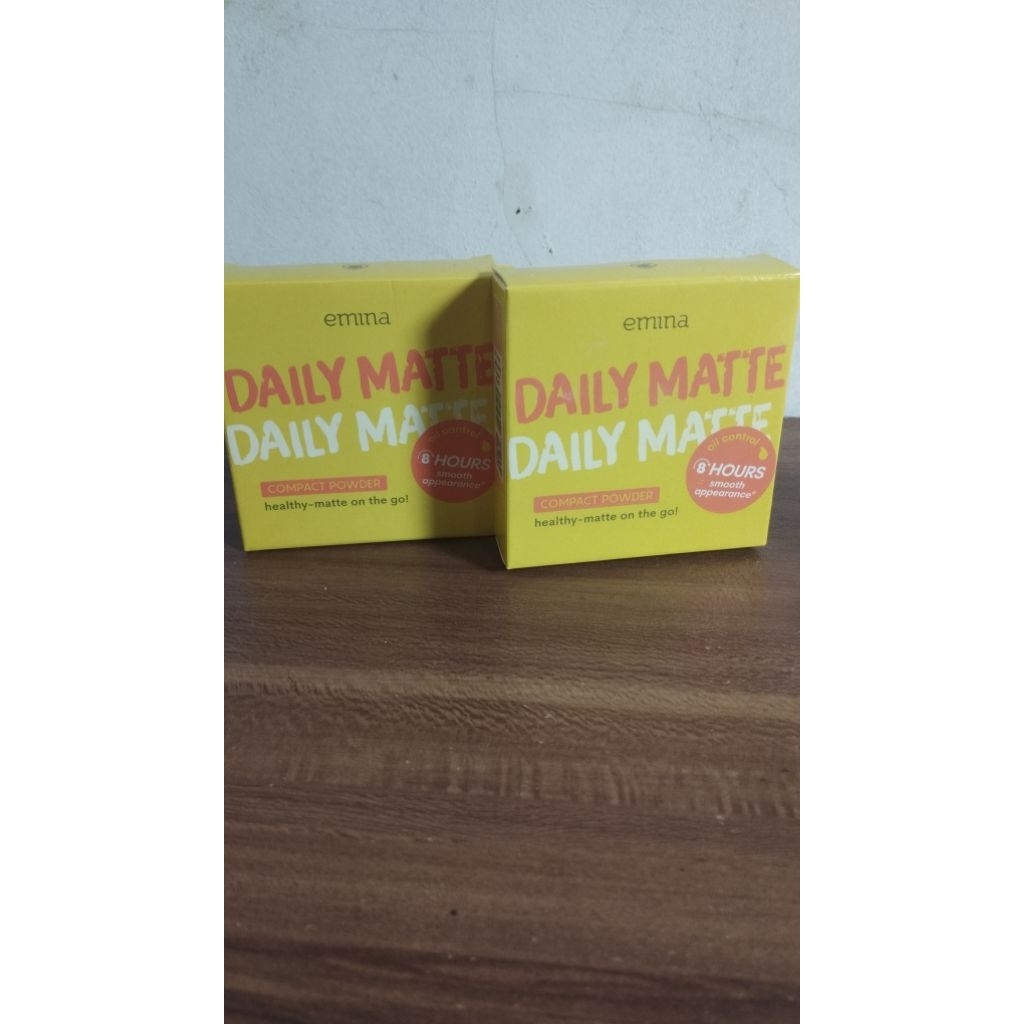 emina
DAILY MATTE
DAILY MATTE
oil control
8 HOURS
smooth
appearance*
COMPACT POWDER
healthy-matte on the go!
emina
DAILY MATTE
DAILY MATTE
oil control
8 HOURS
smooth
appearance*
COMPACT POWDER
healthy-matte on the go!